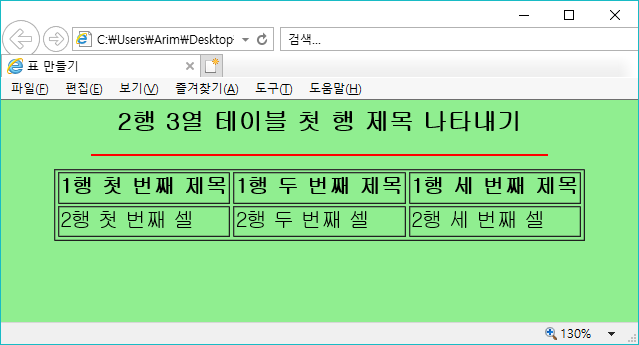 C:₩Users₩Arim₩Desktop₩ 검색...
표 만들기
파일(F) 편집(E) 보기(V) 즐겨찾기(A) 도구(T) 도움말(H)
2행 3열 테이블 첫 행 제목 나타내기
1행 첫 번째 제목 1행 두 번째 제목 1행 세 번째 제목
2행 첫 번째 셀 2행 두 번째 셀 2행 세 번째 셀
130%